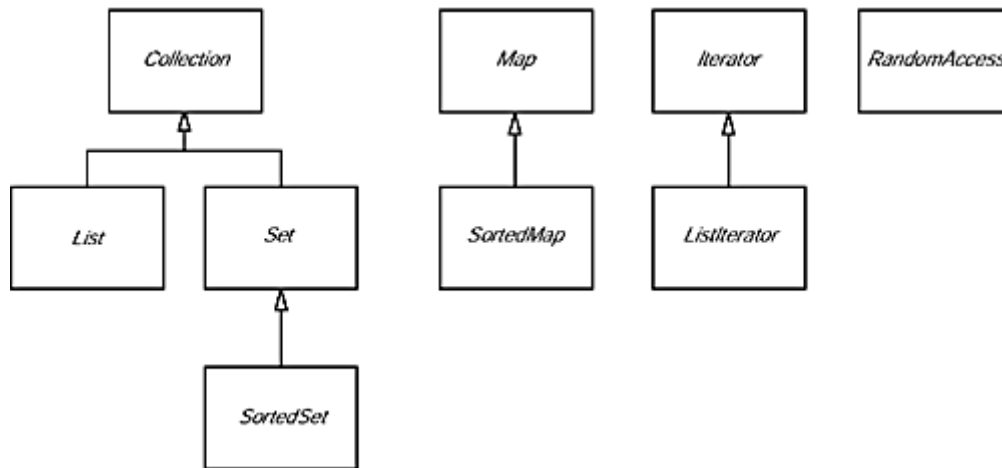 Collection
Map
Iterator
RandomAccess
List
Set
SortedMap
ListIterator
SortedSet